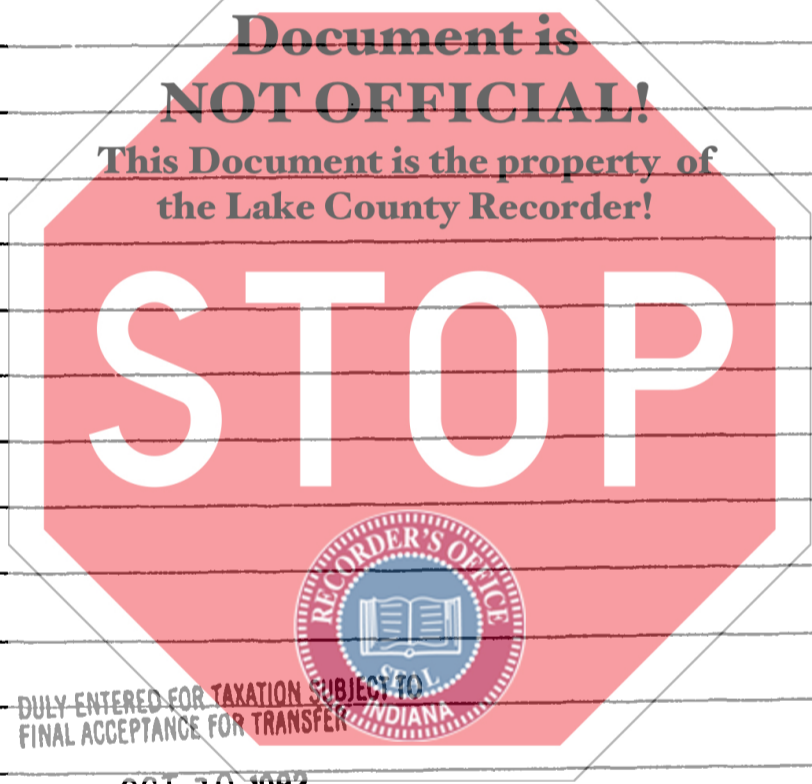 Document is
NOT OFFICIAL!
This Document is the property of
the Lake County Recorder!
STOP
RECORDER'S OFFICE
SEAL
INDIANA
DULY ENTERED FOR TAXATION SUBJECT TO
FINAL ACCEPTANCE FOR TRANSFER